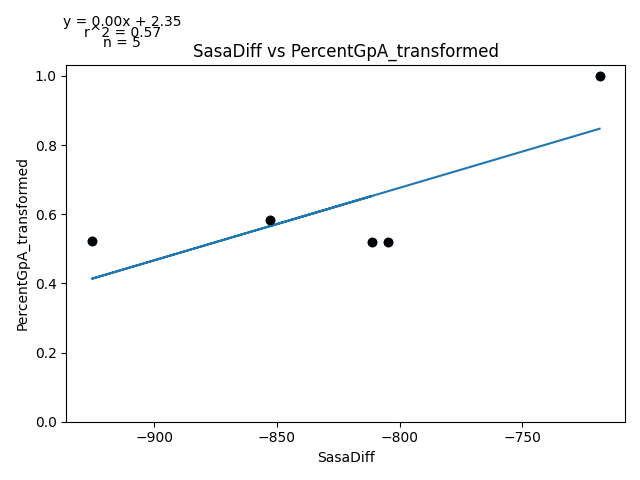 y = 0.00x + 2.35
r^2 = 0.57
n = 5
SasaDiff vs PercentGpA_transformed
1.0
0.8
0.6
0.4
0.2
0.0
PercentGpA_transformed
−900
−850
−800
−750
SasaDiff